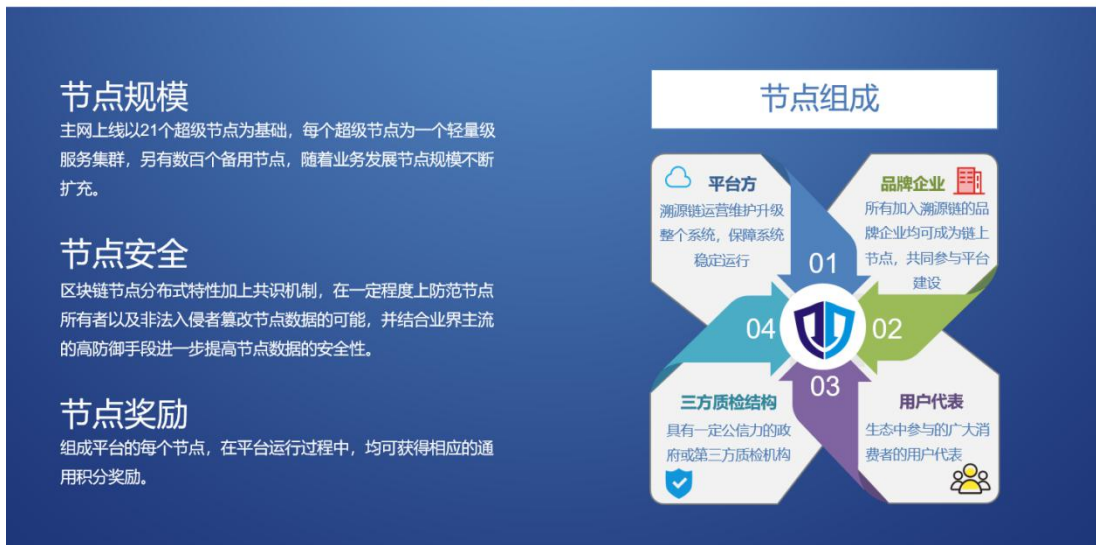 节点规模
主网上线以21个超级节点为基础，每个超级节点为一个轻量级
服务集群，另有数百个备用节点，随着业务发展节点规模不断
扩充。
节点安全
区块链节点分布式特性加上共识机制，在一定程度上防范节点
所有者以及非法入侵者篡改节点数据的可能，并结合业界主流
的高防御手段进一步提高节点数据的安全性。
节点奖励
组成平台的每个节点，在平台运行过程中，均可获得相应的通
用积分奖励。
节点组成
平台方
溯源链运营维护升级
整个系统，保障系统
稳定运行
01
品牌企业
所有加入溯源链的品
牌企业均可成为链上
节点，共同参与平台
建设
02
04
03
三方质检结构
具有一定公信力的政
府或第三方质检机构
用户代表
生态中参与的广大消
费者的用户代表